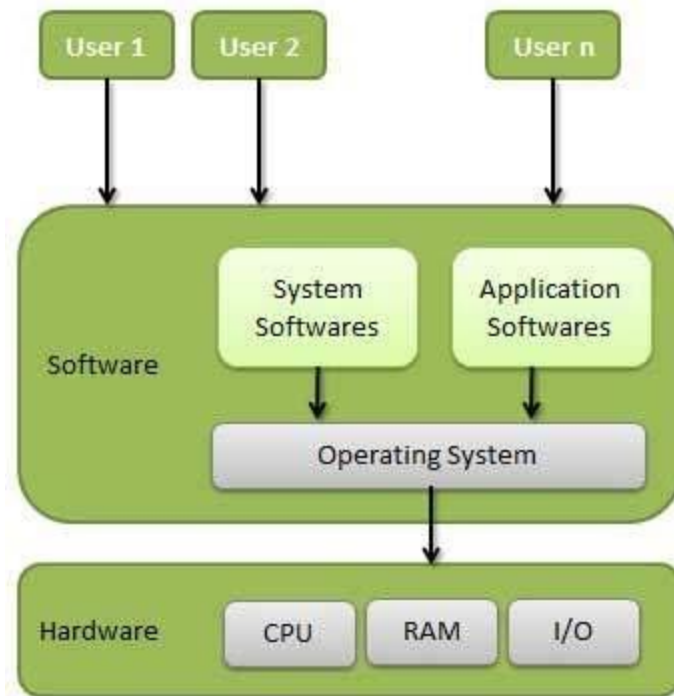 User 1
User 2
User n
System
Softwares
Application
Softwares
Software
Operating System
Hardware
CPU
RAM
I/O